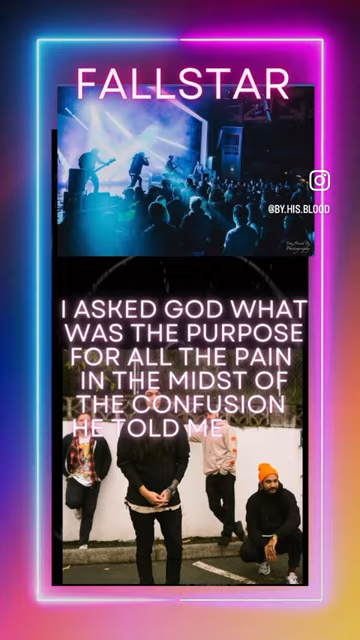 FALLSTAR
@BY.HIS.BLOOD
I ASKED GOD WHAT
WAS THE PURPOSE
FOR ALL THE PAIN
IN THE MIDST OF
THE CONFUSION
HE TOLD ME